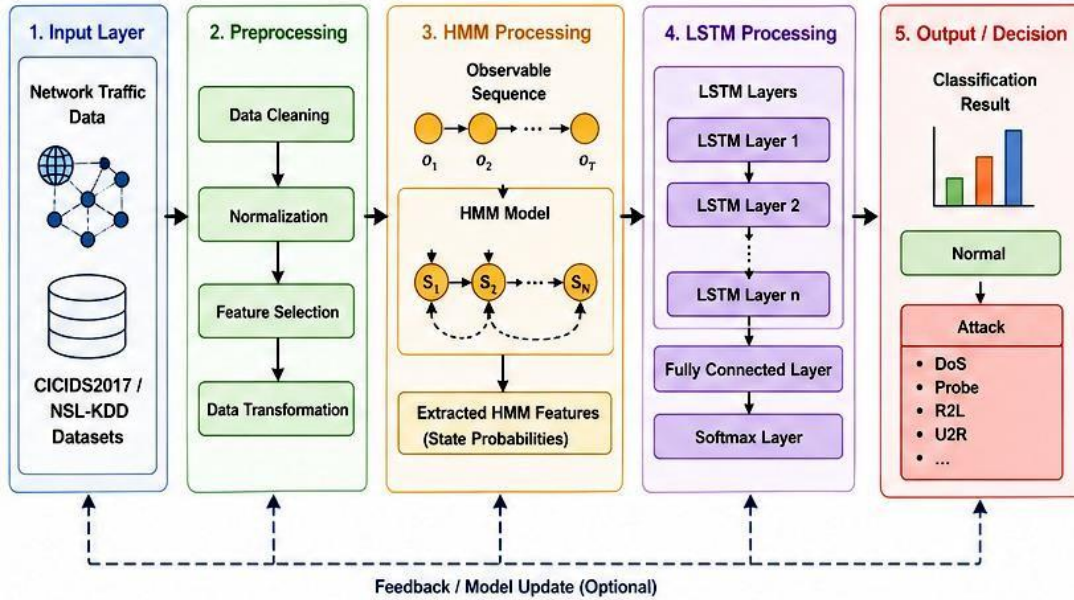 1. Input Layer
Network Traffic
Data
CICIDS2017 /
NSL-KDD
Datasets
2. Preprocessing
Data Cleaning
Normalization
Feature Selection
Data Transformation
3. HMM Processing
Observable
Sequence
o₁ o₂ ... o_T
HMM Model
S₁ S₂ ... S_N
Extracted HMM Features
(State Probabilities)
4. LSTM Processing
LSTM Layers
LSTM Layer 1
LSTM Layer 2
LSTM Layer n
Fully Connected Layer
Softmax Layer
5. Output / Decision
Classification
Result
Normal
Attack
• DoS
• Probe
• R2L
• U2R
• ...
Feedback / Model Update (Optional)